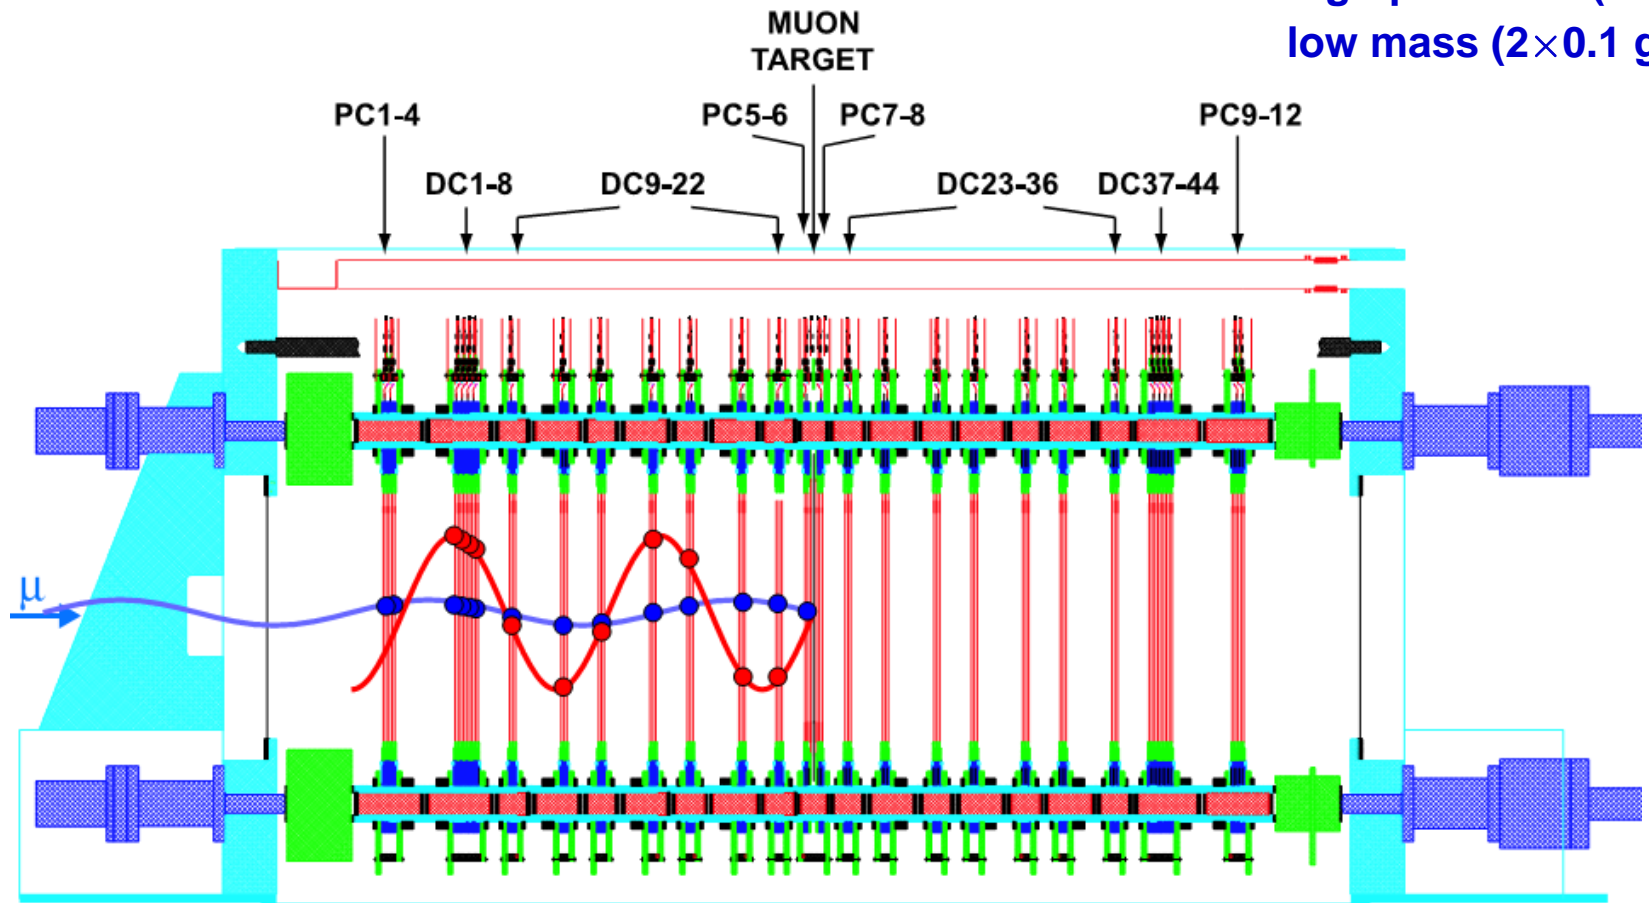 low mass (2×0.1 g
MUON
TARGET
PC1-4
PC5-6
PC7-8
PC9-12
DC1-8
DC9-22
DC23-36
DC37-44
μ